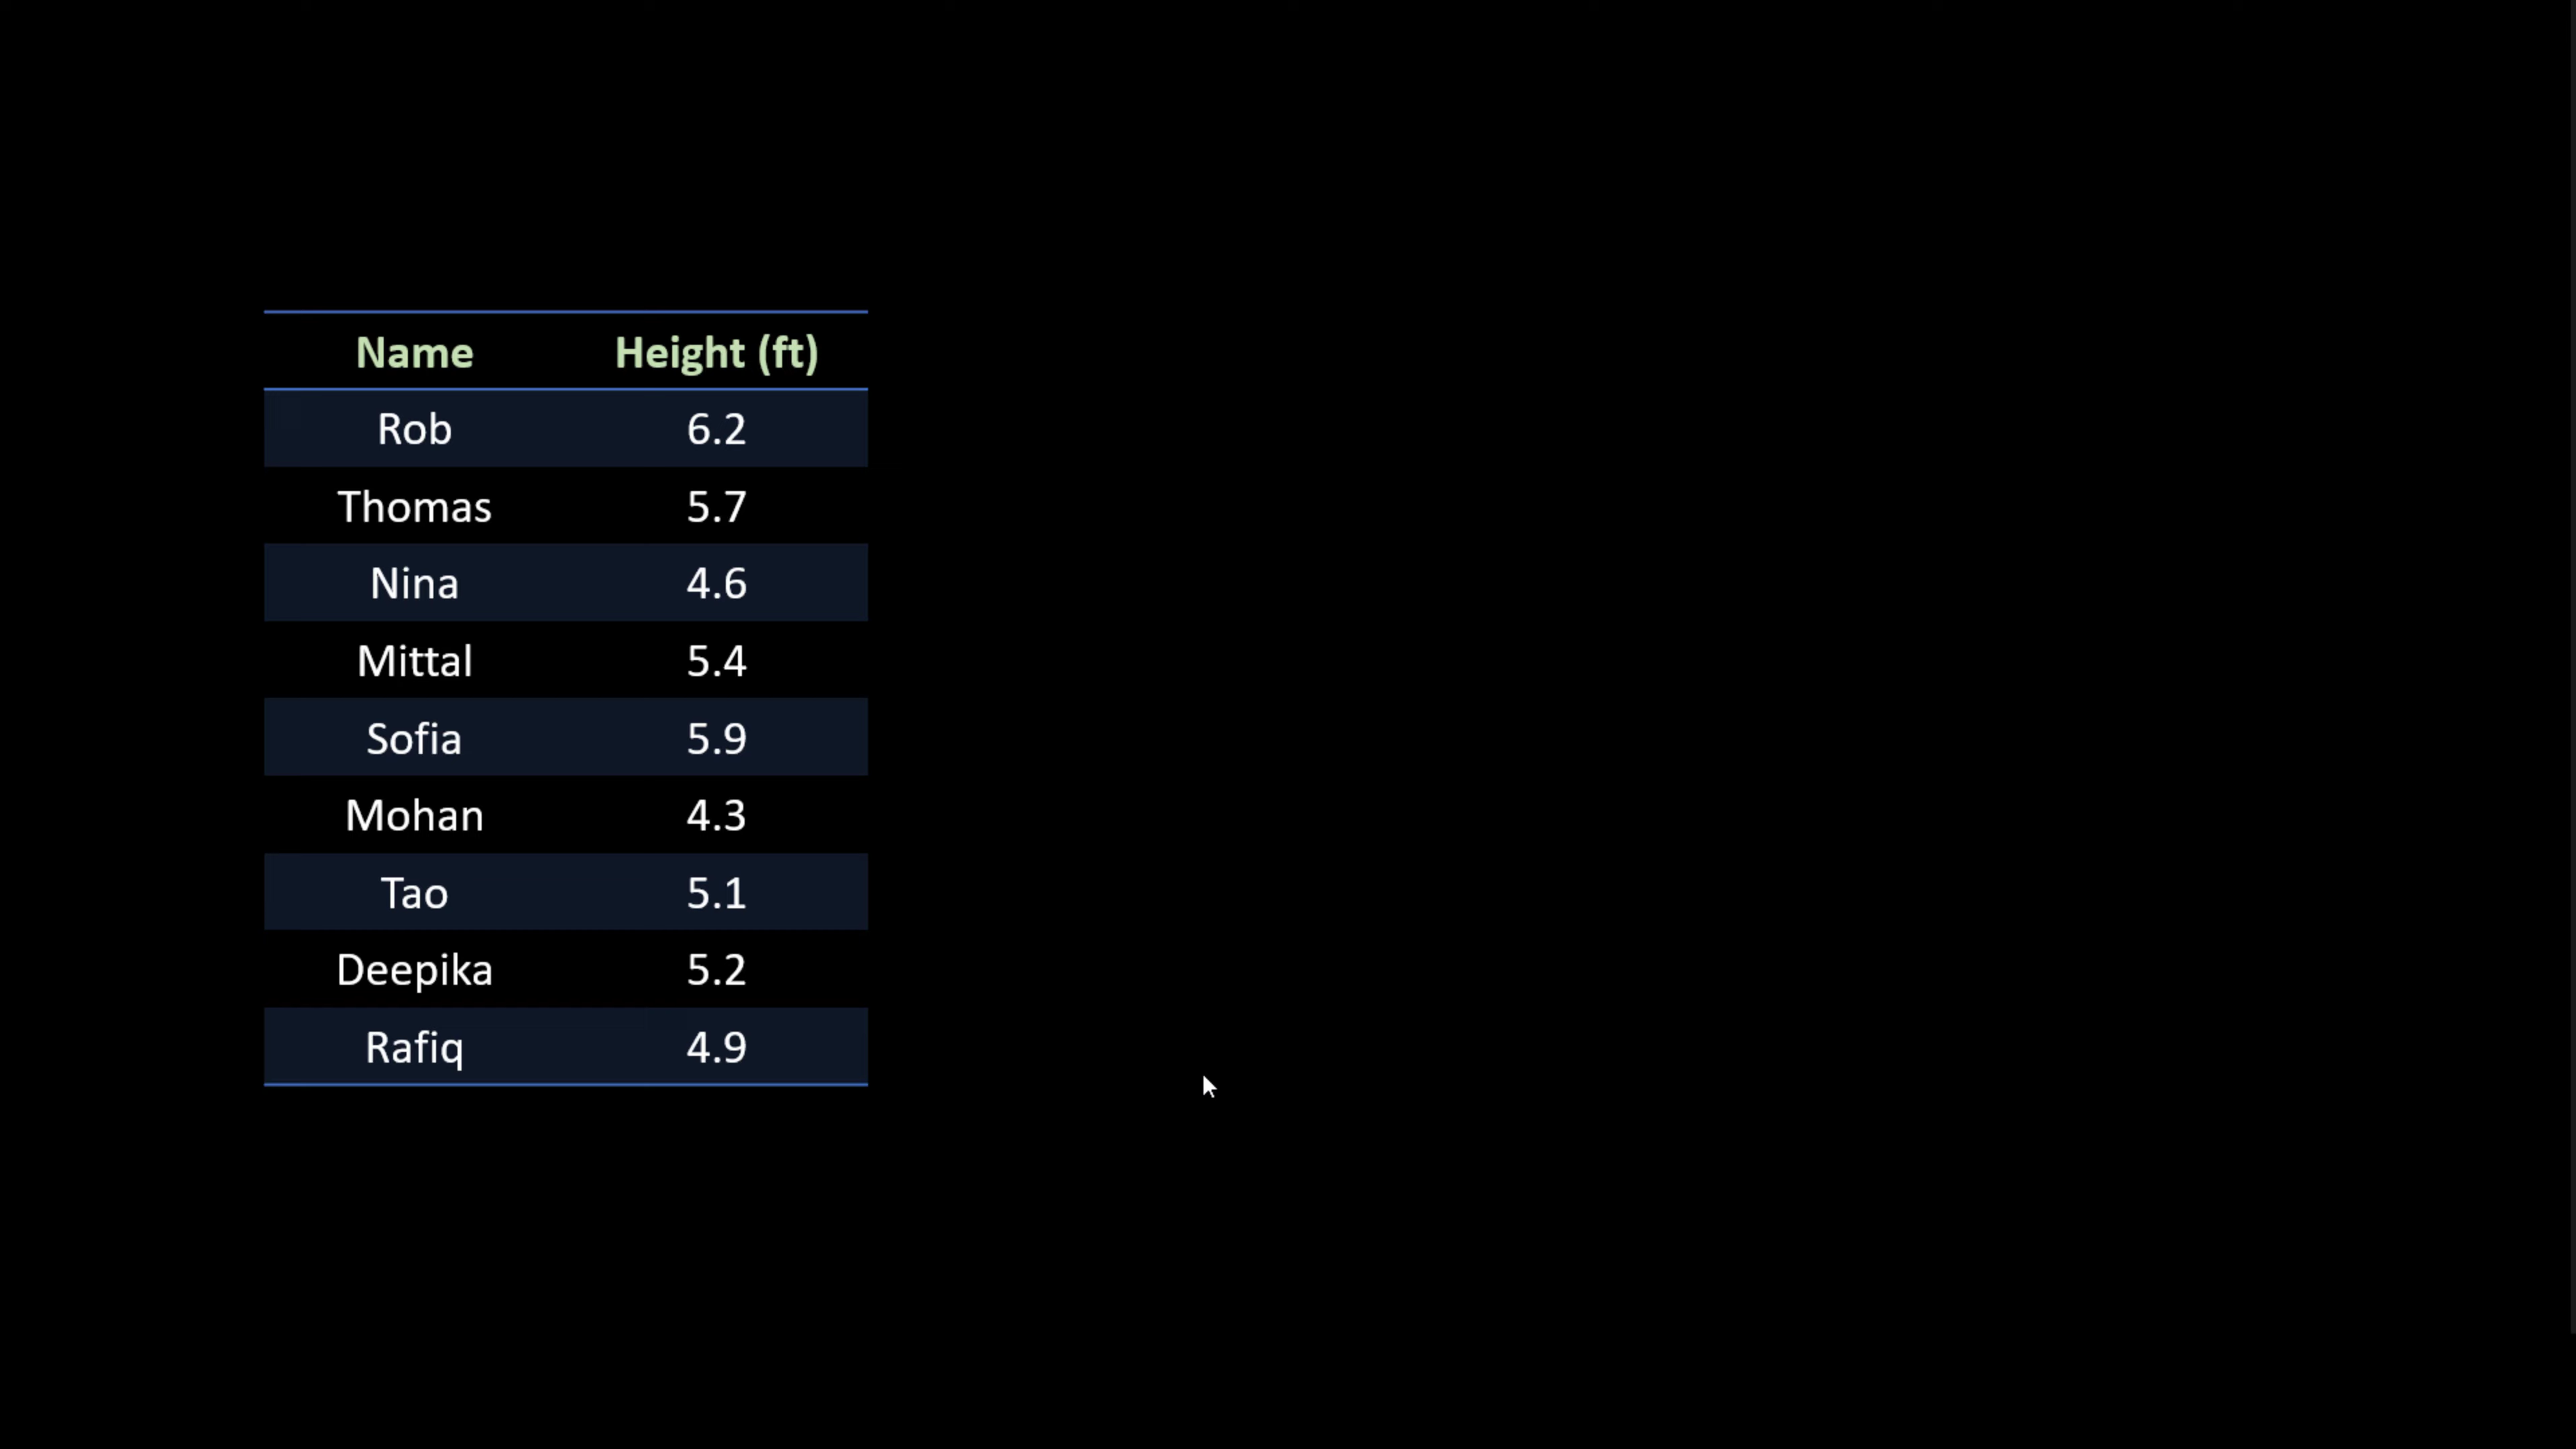 Name Height (ft)
Rob 6.2
Thomas 5.7
Nina 4.6
Mittal 5.4
Sofia 5.9
Mohan 4.3
Tao 5.1
Deepika 5.2
Rafiq 4.9